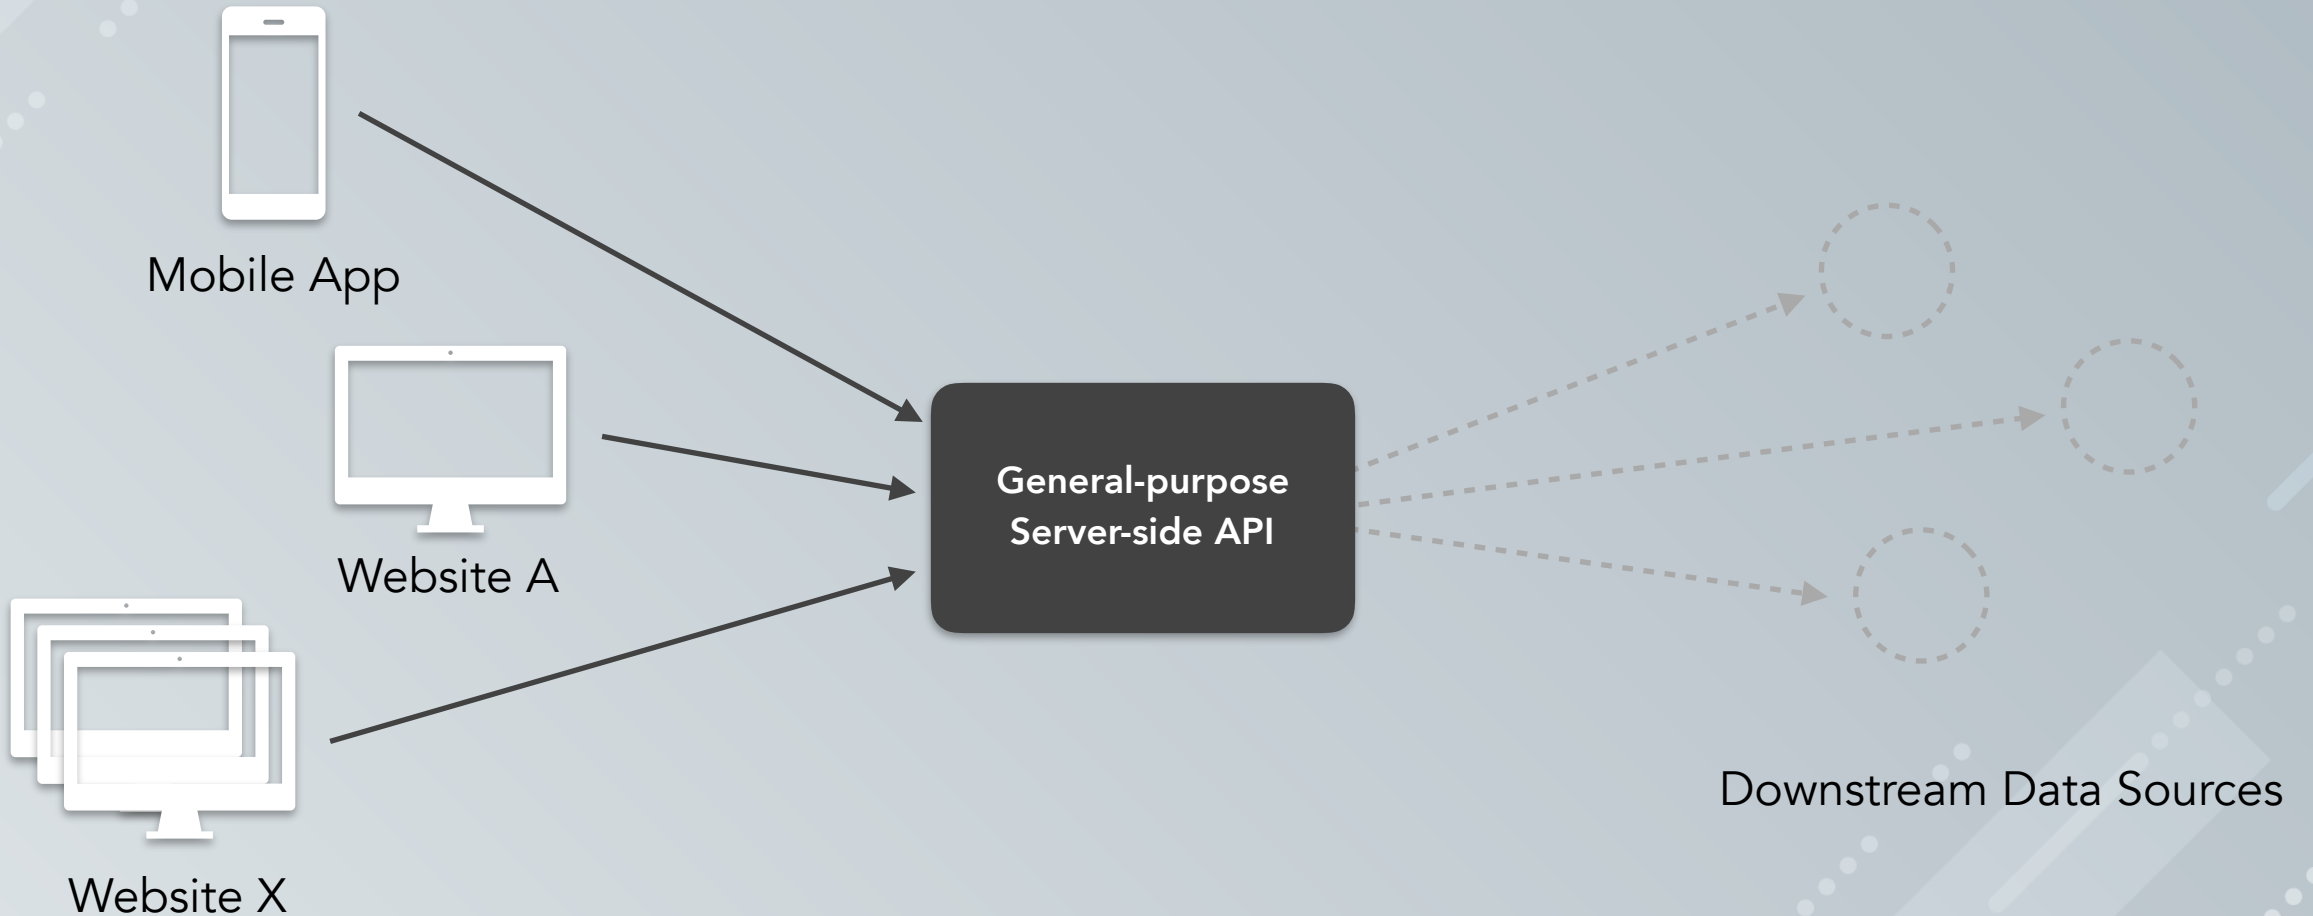 Mobile App
Website A
Website X
General-purpose
Server-side API
Downstream Data Sources